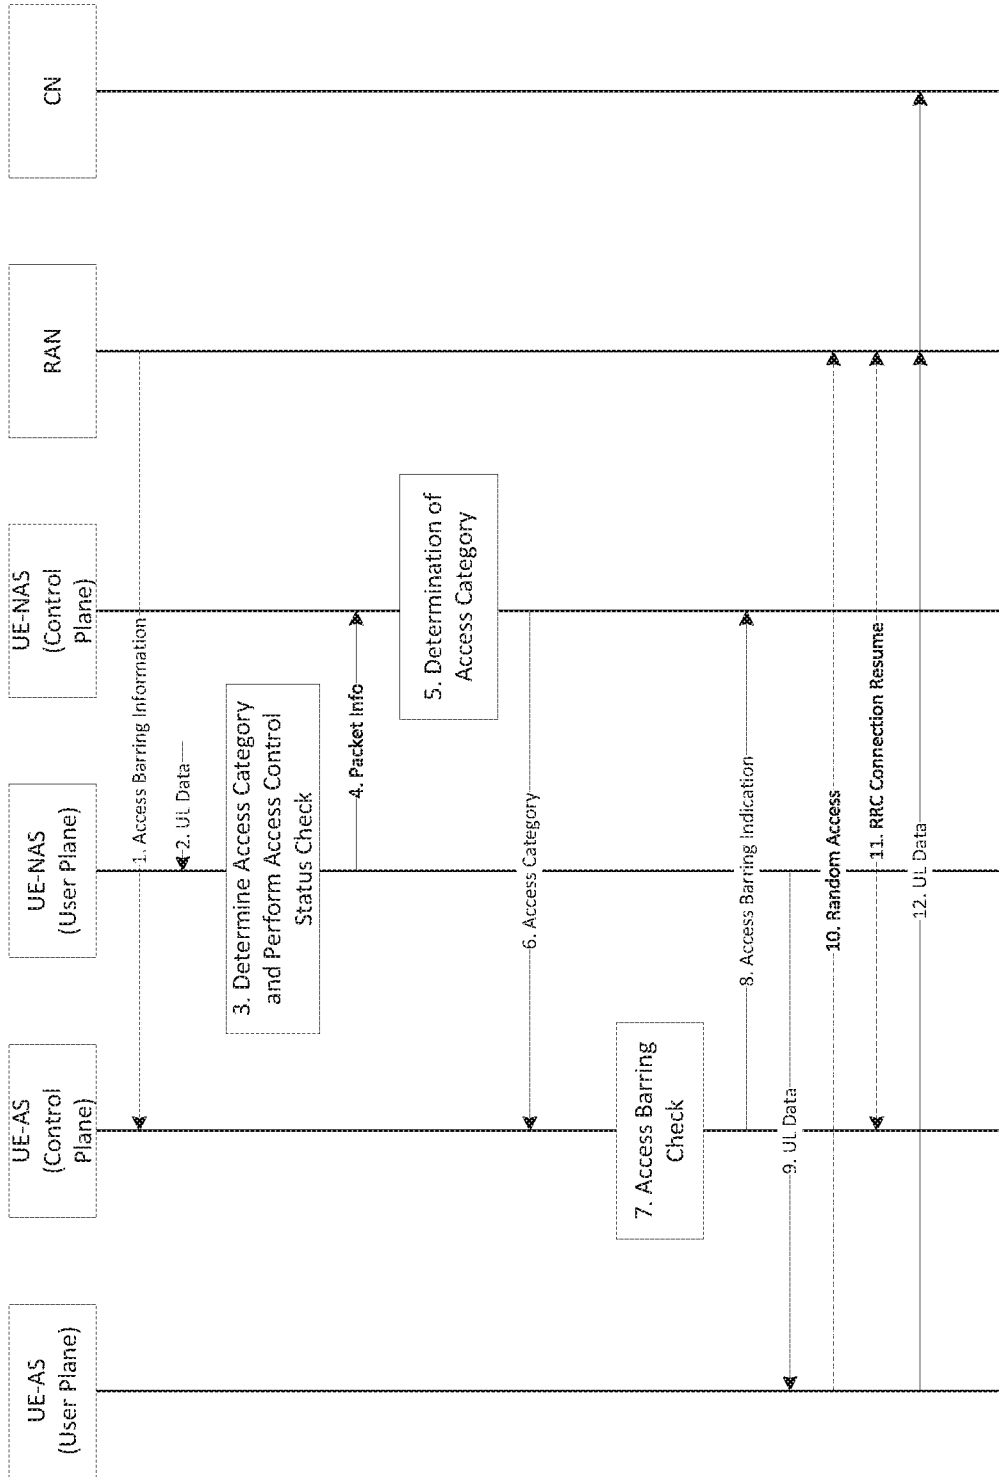 UE-AS
(User Plane)
UE-AS
(Control
Plane)
UE-NAS
(User Plane)
UE-NAS
(Control
Plane)
RAN
CN
1. Access Barring Information
2. UL Data
3. Determine Access Category
and Perform Access Control
Status Check
4. Packet Info
5. Determination of
Access Category
6. Access Category
7. Access Barring
Check
8. Access Barring Indication
9. UL Data
10. Random Access
11. RRC Connection Resume
12. UL Data